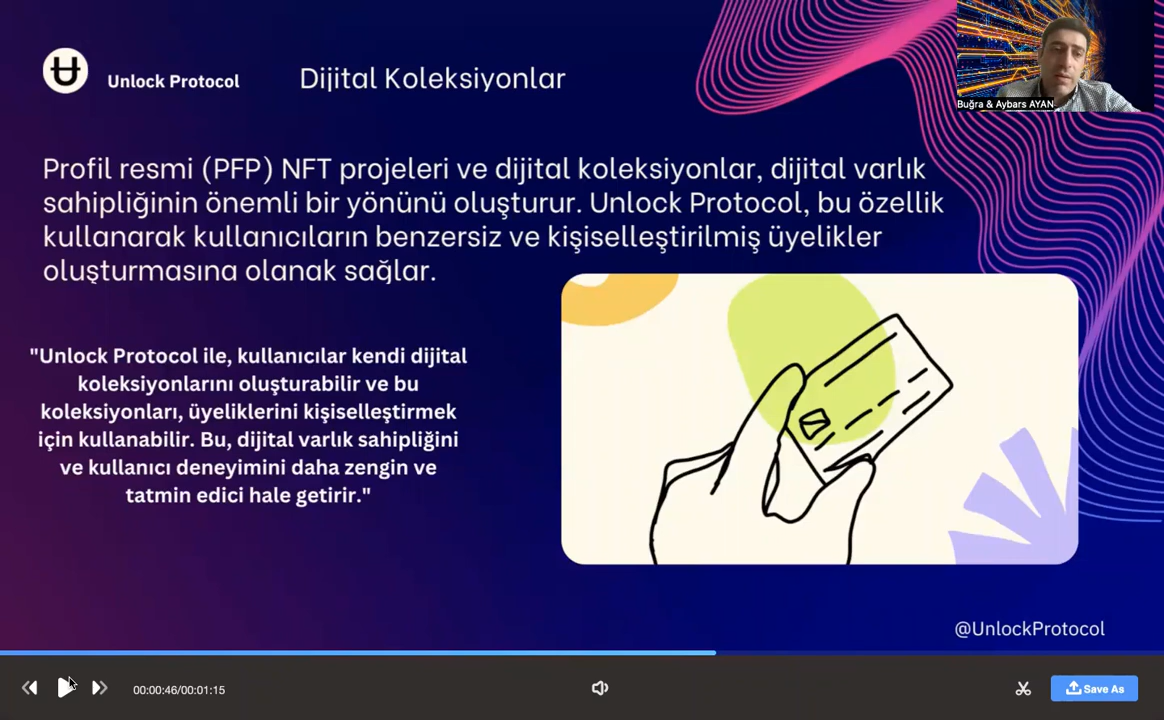 Unlock Protocol
Dijital Koleksiyonlar
Buğra & Aybars AYAN
Profil resmi (PFP) NFT projeleri ve dijital koleksiyonlar, dijital varlık
sahipliğinin önemli bir yönünü oluşturur. Unlock Protocol, bu özellik
kullanarak kullanıcıların benzersiz ve kişiselleştirilmiş üyelikler
oluşturmasına olanak sağlar.
"Unlock Protocol ile, kullanıcılar kendi dijital
koleksiyonlarını oluşturabilir ve bu
koleksiyonları, üyeliklerini kişiselleştirmek
için kullanabilir. Bu, dijital varlık sahipliğini
ve kullanıcı deneyimini daha zengin ve
tatmin edici hale getirir."
@UnlockProtocol
00:00:46/00:01:15
Save As